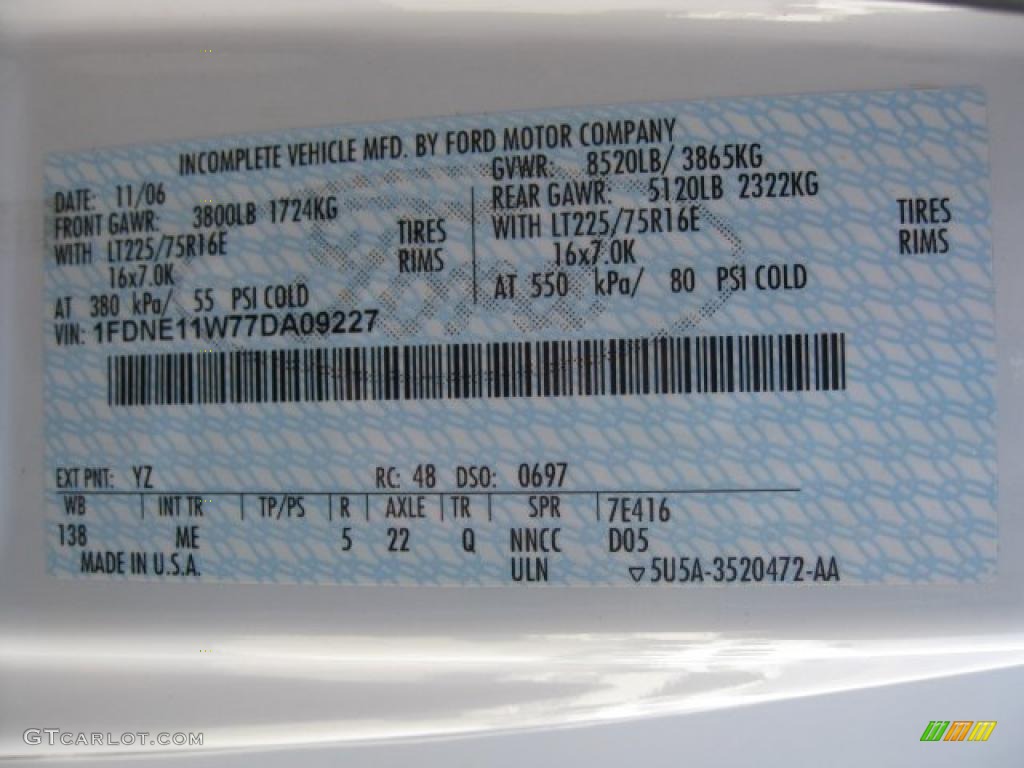 INCOMPLETE VEHICLE MFD. BY FORD MOTOR COMPANY
DATE: 11/06 GVWR: 8520LB/ 3865KG
FRONT GAWR: 3800LB 1724KG REAR GAWR: 5120LB 2322KG
WITH LT225/75R16E TIRES WITH LT225/75R16E TIRES
16x7.0K RIMS 16x7.0K RIMS
AT 380 kPa/ 55 PSI COLD AT 550 kPa/ 80 PSI COLD
VIN: 1FDNE11W77DA09227
EXT PNT: YZ RC: 48 DSO: 0697
WB INT TR TP/PS R AXLE TR SPR 7E416
138 ME 5 22 Q NNCC D05
MADE IN U.S.A. ULN ▽5U5A-3520472-AA
GTCARLOT.COM